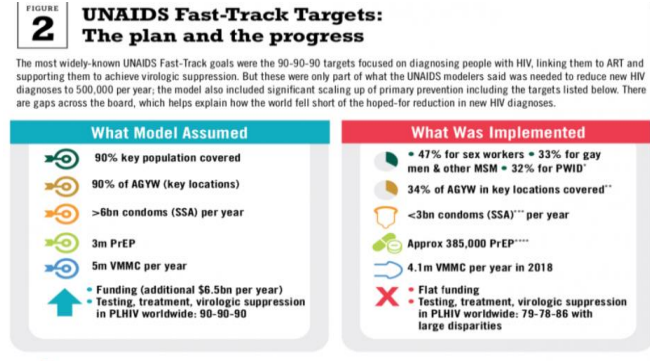 FIGURE
2
UNAIDS Fast-Track Targets:
The plan and the progress
The most widely-known UNAIDS Fast-Track goals were the 90-90-90 targets focused on diagnosing people with HIV, linking them to ART and
supporting them to achieve virologic suppression. But these were only part of what the UNAIDS modelers said was needed to reduce new HIV
diagnoses to 500,000 per year; the model also included significant scaling up of primary prevention including the targets listed below. There
are gaps across the board, which helps explain how the world fell short of the hoped-for reduction in new HIV diagnoses.
What Model Assumed
90% key population covered
90% of AGYW (key locations)
>6bn condoms (SSA) per year
3m PrEP
5m VMMC per year
• Funding (additional $6.5bn per year)
• Testing, treatment, virologic suppression
in PLHIV worldwide: 90-90-90
What Was Implemented
• 47% for sex workers • 33% for gay
men & other MSM • 32% for PWID*
34% of AGYW in key locations covered**
<3bn condoms (SSA)*** per year
Approx 385,000 PrEP****
4.1m VMMC per year in 2018
• Flat funding
• Testing, treatment, virologic suppression
in PLHIV worldwide: 79-78-86 with
large disparities